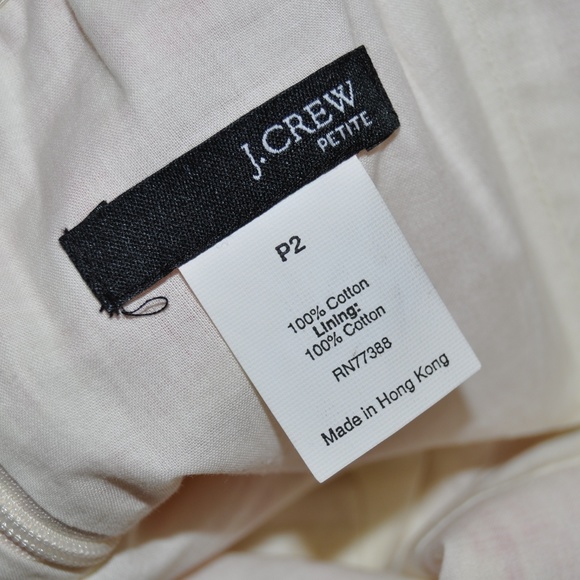 J.CREW
PETITE
P2
100% Cotton
Lining:
100% Cotton
RN77388
Made in Hong Kong